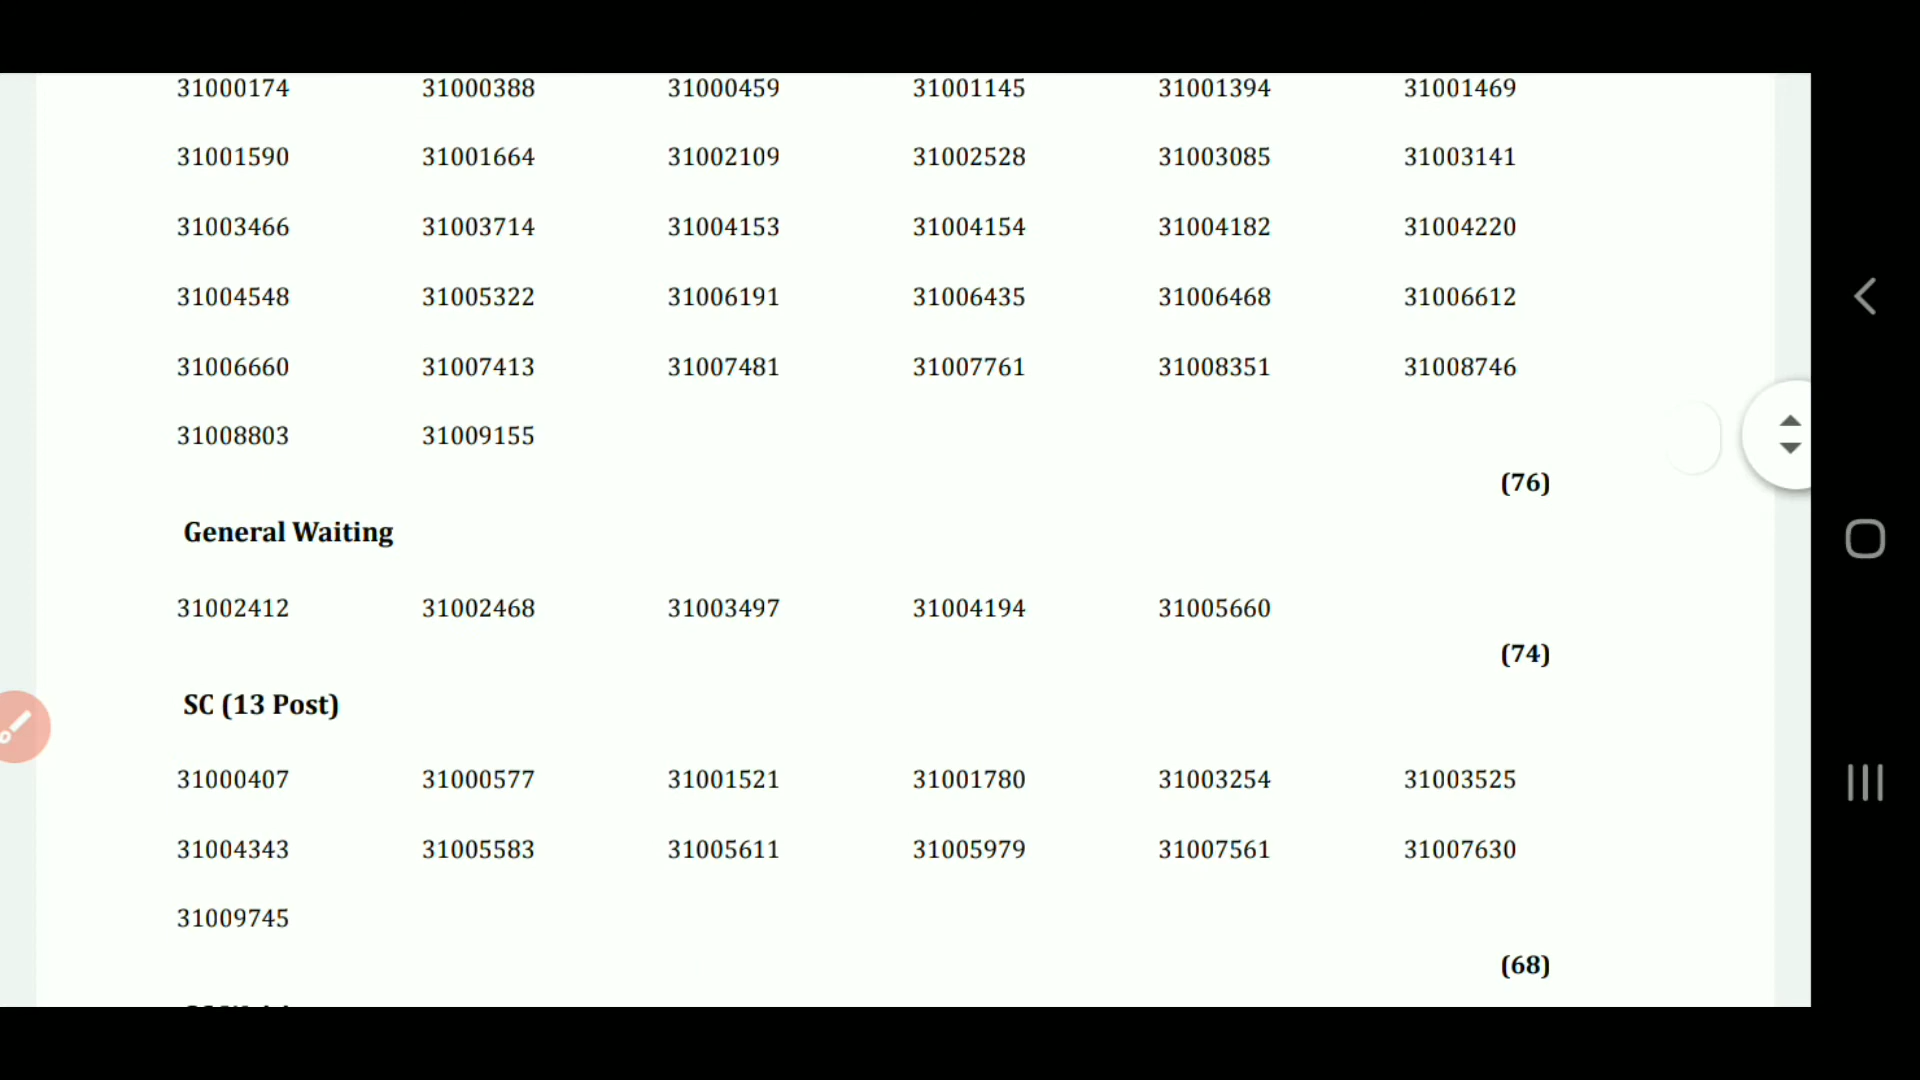 31000174 31000388 31000459 31001145 31001394 31001469
31001590 31001664 31002109 31002528 31003085 31003141
31003466 31003714 31004153 31004154 31004182 31004220
31004548 31005322 31006191 31006435 31006468 31006612
31006660 31007413 31007481 31007761 31008351 31008746
31008803 31009155
(76)
General Waiting
31002412 31002468 31003497 31004194 31005660
(74)
SC (13 Post)
31000407 31000577 31001521 31001780 31003254 31003525
31004343 31005583 31005611 31005979 31007561 31007630
31009745
(68)